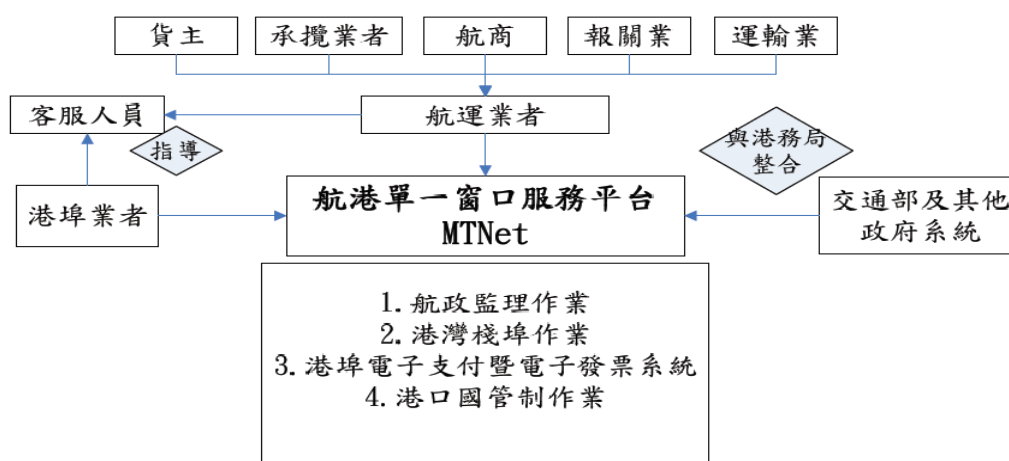 貨主
承攬業者
航商
報關業
運輸業
客服人員
航運業者
指導
與港務局
整合
港埠業者
航港單一窗口服務平台
MTNet
交通部及其他
政府系統
1.航政監理作業
2.港灣棧埠作業
3.港埠電子支付暨電子發票系統
4.港口國管制作業